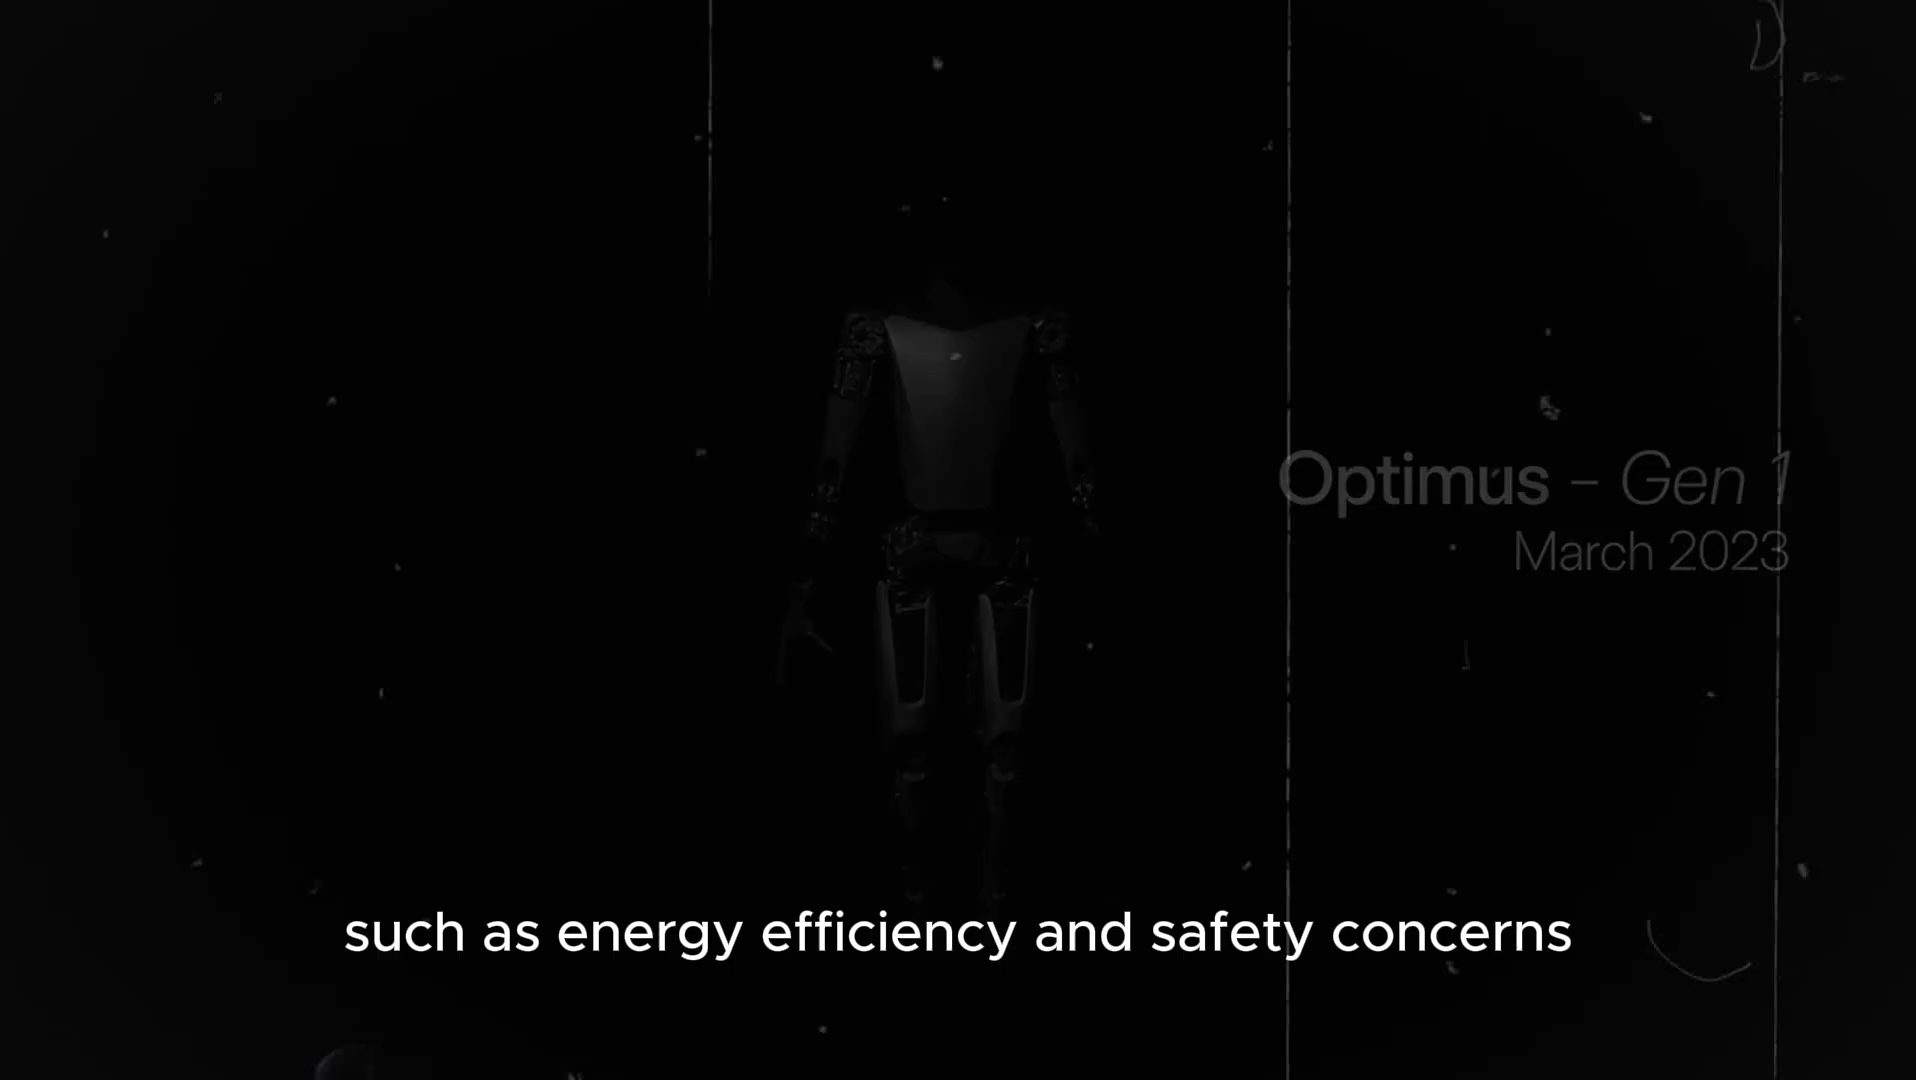 Optimus – Gen 1
March 2023
such as energy efficiency and safety concerns